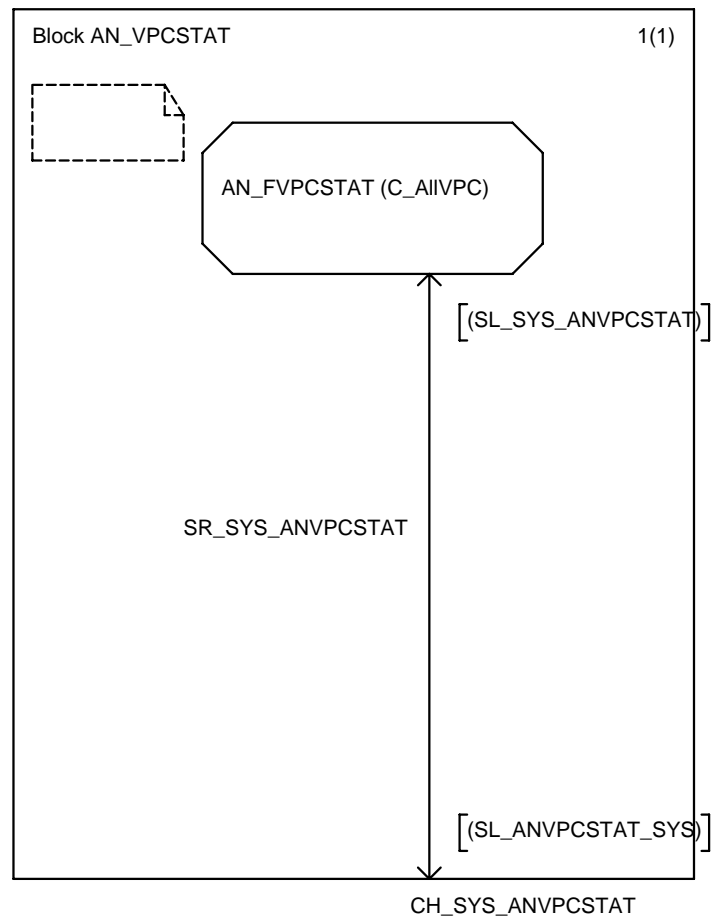 Block AN_VPCSTAT 1(1)
AN_FVPCSTAT (C_AllVPC)
[(SL_SYS_ANVPCSTAT)]
SR_SYS_ANVPCSTAT
[(SL_ANVPCSTAT_SYS)]
CH_SYS_ANVPCSTAT